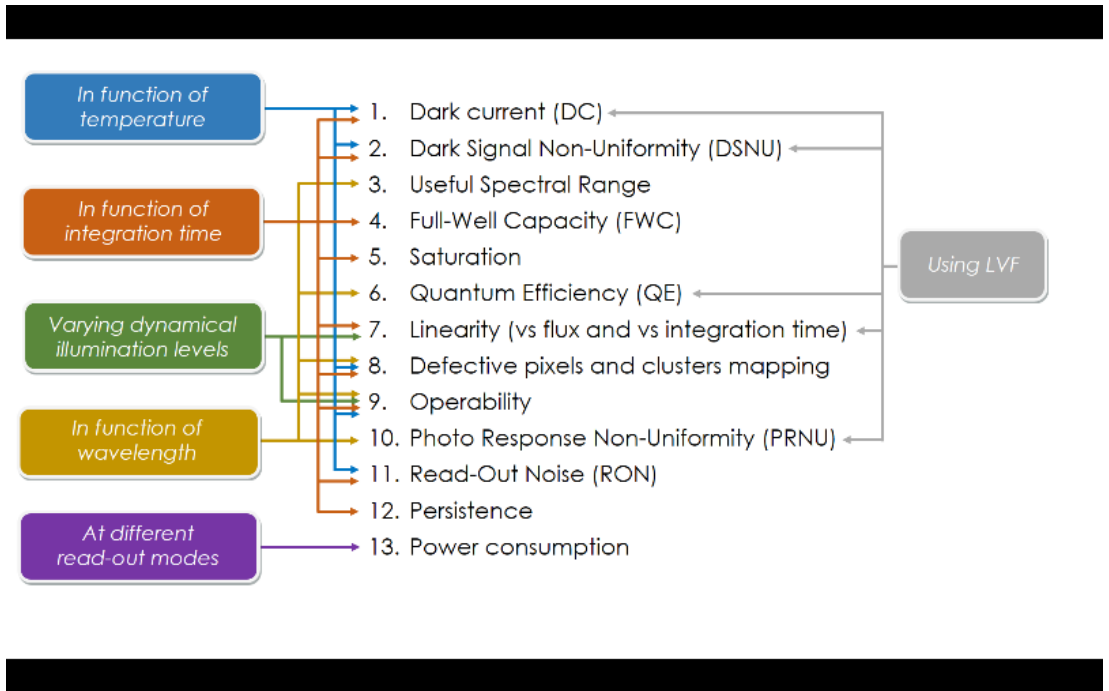 In function of
temperature
In function of
integration time
Varying dynamical
illumination levels
In function of
wavelength
At different
read-out modes
1. Dark current (DC)
2. Dark Signal Non-Uniformity (DSNU)
3. Useful Spectral Range
4. Full-Well Capacity (FWC)
5. Saturation
6. Quantum Efficiency (QE)
7. Linearity (vs flux and vs integration time)
8. Defective pixels and clusters mapping
9. Operability
10. Photo Response Non-Uniformity (PRNU)
11. Read-Out Noise (RON)
12. Persistence
13. Power consumption
Using LVF